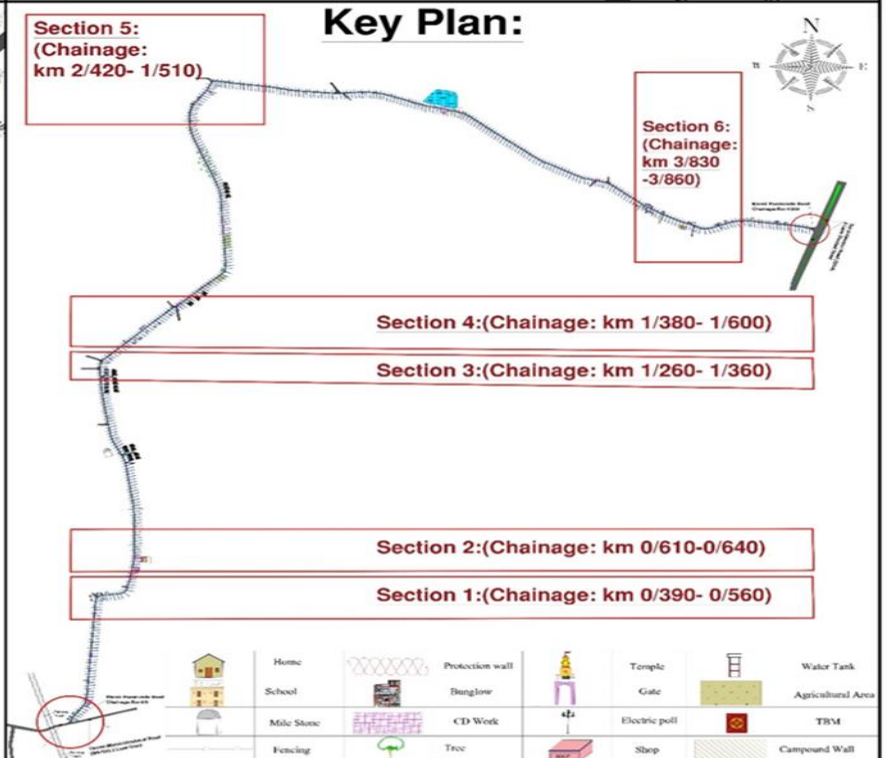 Key Plan:
Section 5:
(Chainage:
km 2/420- 1/510)
N
E
S
Section 6:
(Chainage:
km 3/830
-3/860)
Section 4:(Chainage: km 1/380- 1/600)
Section 3:(Chainage: km 1/260- 1/360)
Section 2:(Chainage: km 0/610-0/640)
Section 1:(Chainage: km 0/390- 0/560)
Home
Protection wall
Temple
Water Tank
School
Bunglow
Gate
Agricultural Area
Mile Stone
CD Work
Electric poll
TBM
Fencing
Tree
Shop
Campound Wall